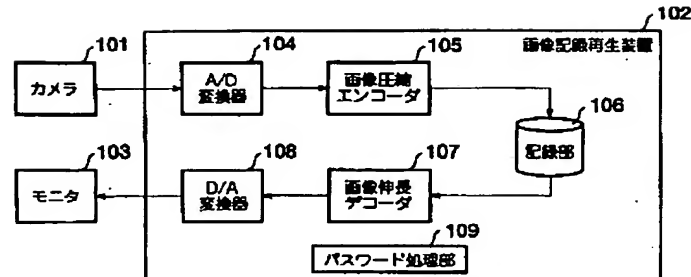 102
101
104
105
画像記録再生装置
カメラ
A/D
変換器
画像圧縮
エンコーダ
106
記録部
103
108
107
モニタ
D/A
変換器
画像伸長
デコーダ
109
パスワード処理部